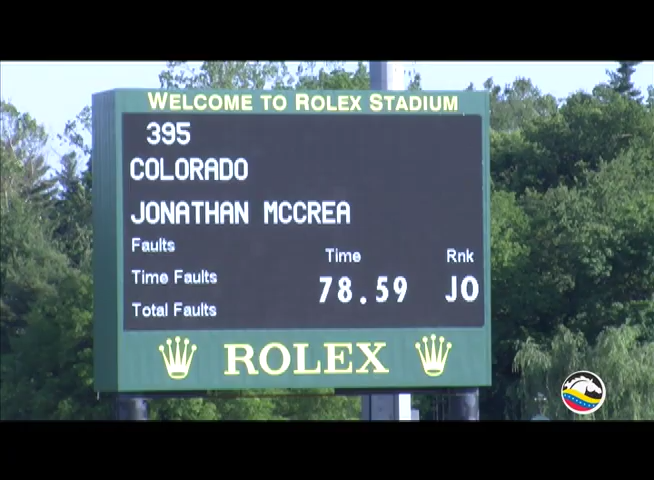 WELCOME TO ROLEX STADIUM
395
COLORADO
JONATHAN MCCREA
Faults
Time Rnk
Time Faults
78.59 JO
Total Faults
ROLEX